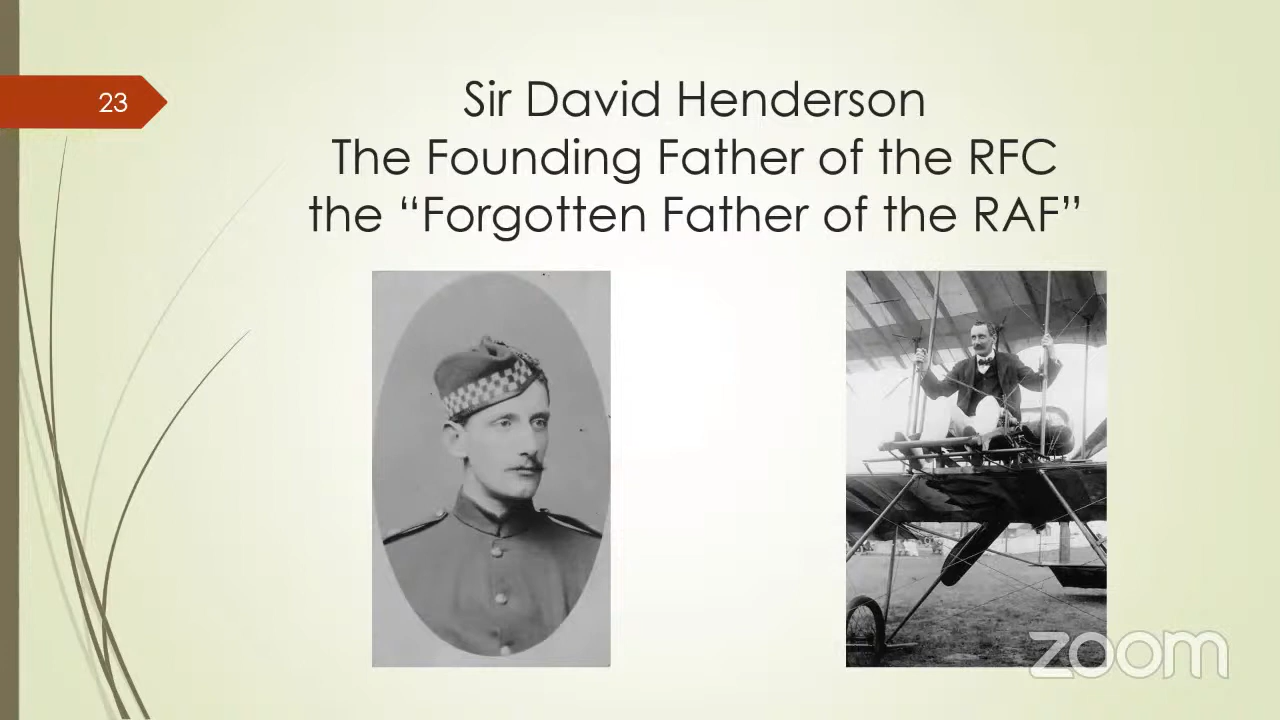 23
Sir David Henderson
The Founding Father of the RFC
the “Forgotten Father of the RAF”
zoom